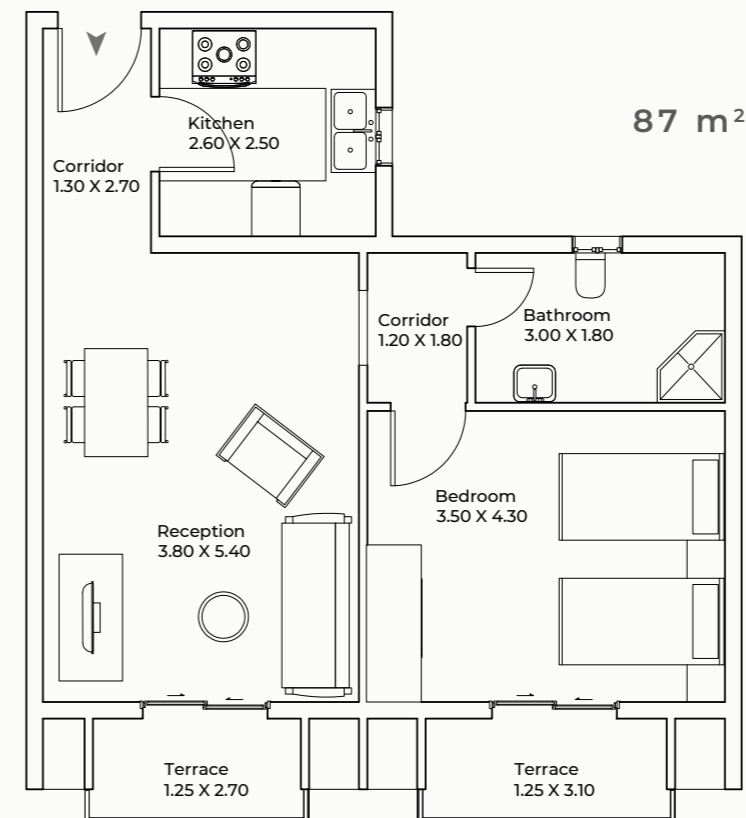 87 m²
Kitchen
2.60 X 2.50
Corridor
1.30 X 2.70
Corridor
1.20 X 1.80
Bathroom
3.00 X 1.80
Bedroom
3.50 X 4.30
Reception
3.80 X 5.40
Terrace
1.25 X 2.70
Terrace
1.25 X 3.10